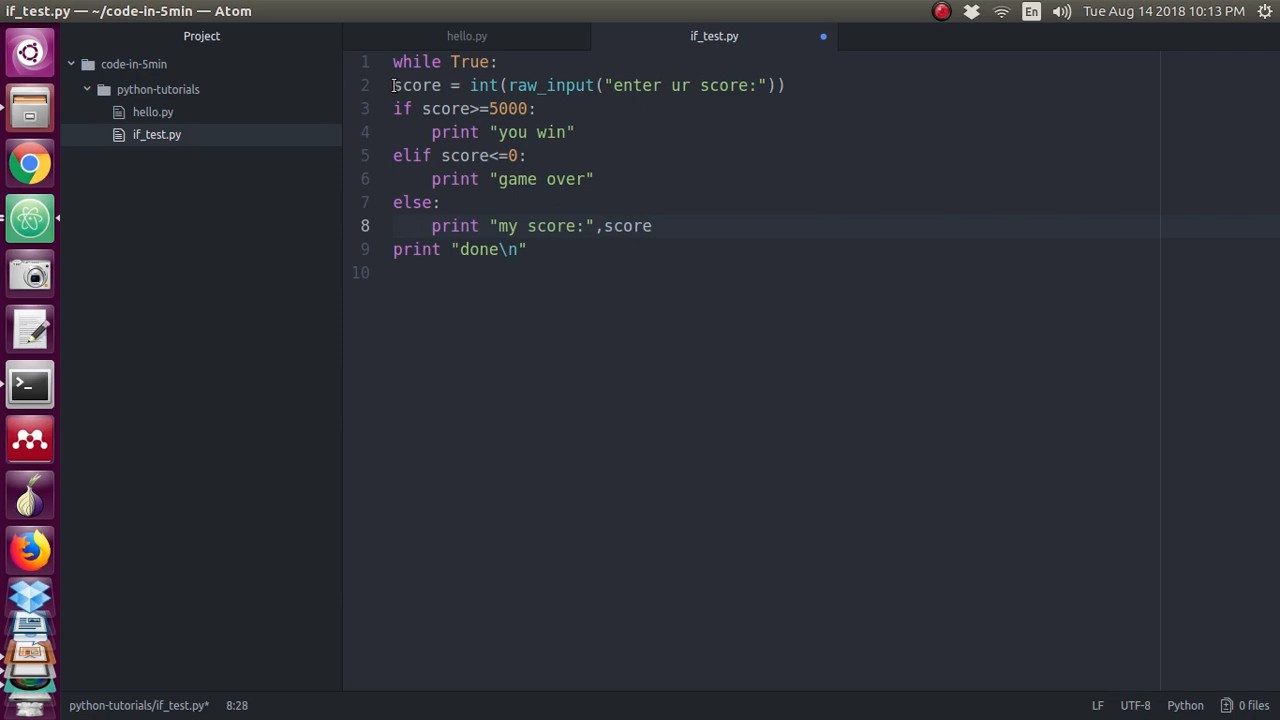 if_test.py — ~/code-in-5min — Atom
En
Tue Aug 14 2018 10:13 PM
Project
hello.py
if_test.py
code-in-5min
python-tutorials
hello.py
if_test.py
1 while True:
2 score = int(raw_input("enter ur score:"))
3 if score>=5000:
4     print "you win"
5 elif score<=0:
6     print "game over"
7 else:
8     print "my score:",score
9 print "done\n"
10
python-tutorials/if_test.py* 8:28
LF UTF-8 Python 0 files